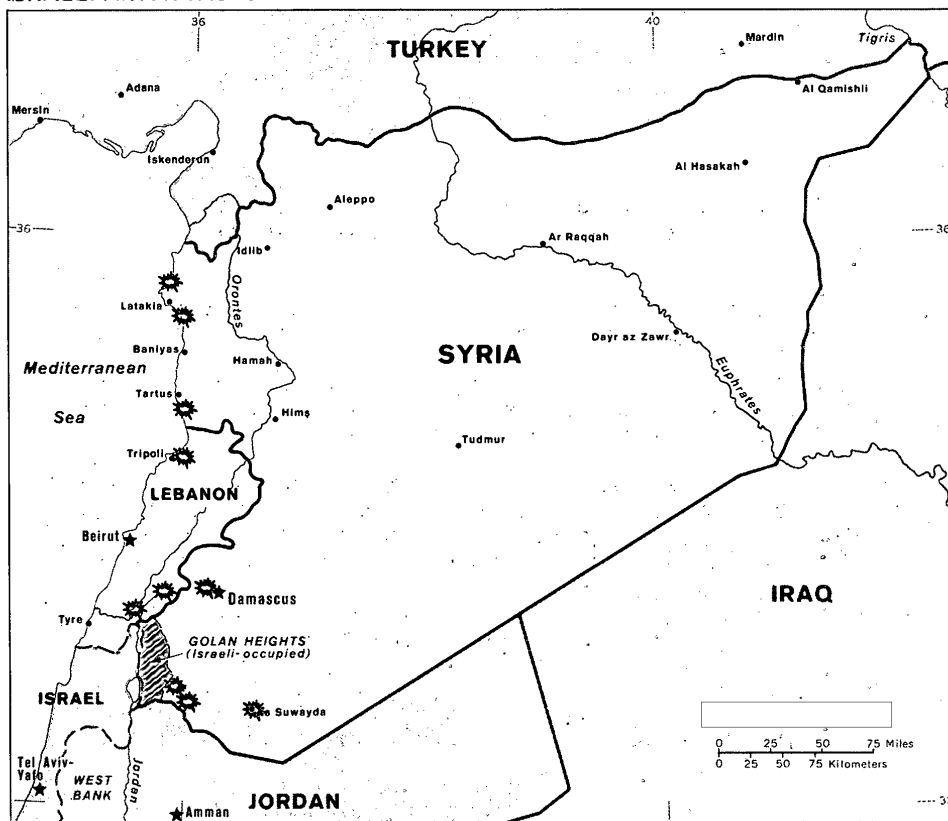 36
40
TURKEY
Mardin
Tigris
Adana
Al Qamishli
Mersin
Iskenderun
Al Hasakah
Aleppo
36
36
Ar Raqqah
Idlib
Orontes
Latakia
Dayr az Zawr
Baniyas
SYRIA
Hamah
Mediterranean
Sea
Euphrates
Tartus
Hims
Tudmur
Tripoli
LEBANON
Beirut
Damascus
IRAQ
Tyre
GOLAN HEIGHTS
(Israeli-occupied)
ISRAEL
Suwayda
0 25 50 75 Miles
0 25 50 75 Kilometers
Tel Aviv-
Yafo
WEST
BANK
Jordan
JORDAN
Amman